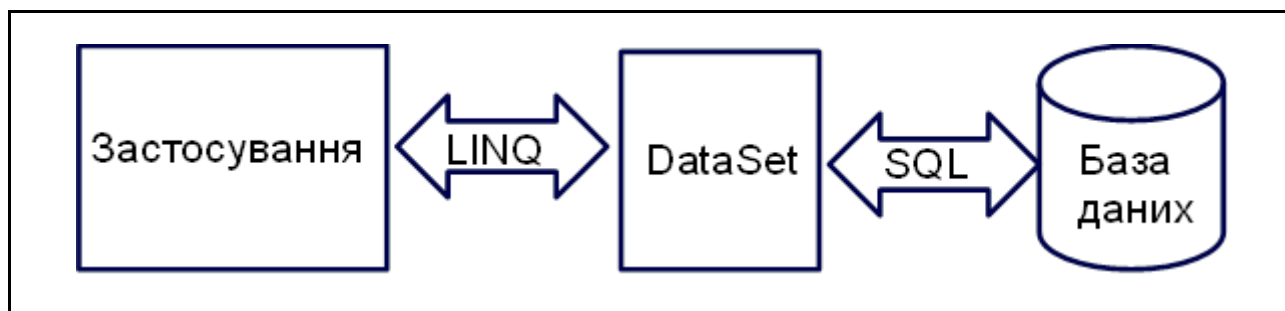 Застосування
LINQ
DataSet
SQL
База
даних